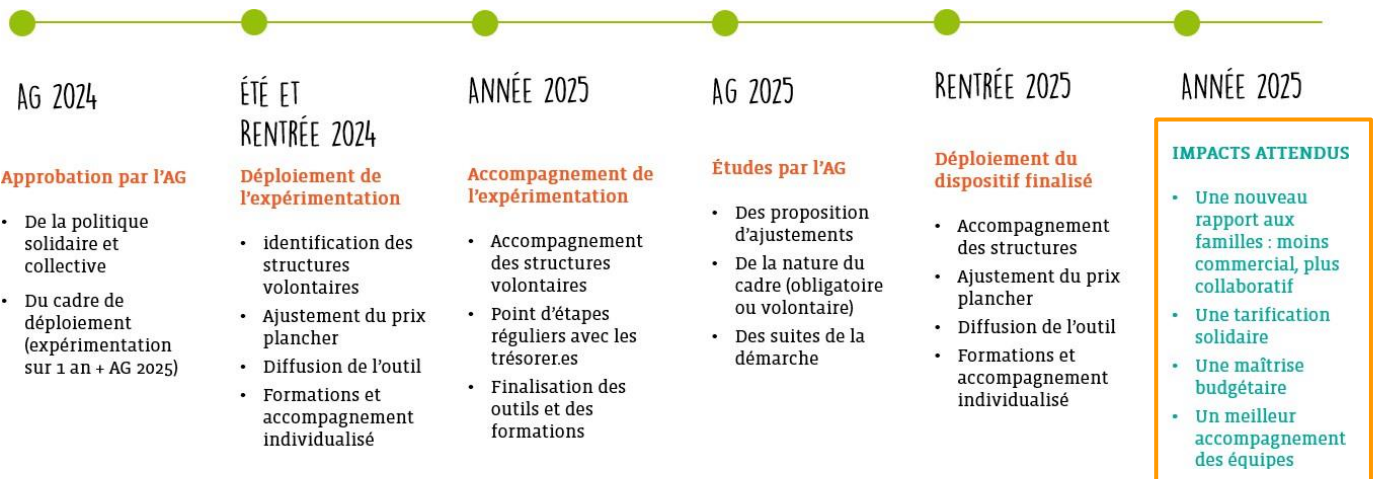 AG 2024
Approbation par l'AG
• De la politique
solidaire et
collective
• Du cadre de
déploiement
(expérimentation
sur 1 an + AG 2025)
ÉTÉ ET
RENTRÉE 2024
Déploiement de
l'expérimentation
• identification des
structures
volontaires
• Ajustement du prix
plancher
• Diffusion de l'outil
• Formations et
accompagnement
individualisé
ANNÉE 2025
Accompagnement de
l'expérimentation
• Accompagnement
des structures
volontaires
• Point d'étapes
réguliers avec les
trésorer.es
• Finalisation des
outils et des
formations
AG 2025
Études par l'AG
• Des proposition
d'ajustements
• De la nature du
cadre (obligatoire
ou volontaire)
• Des suites de la
démarche
RENTRÉE 2025
Déploiement du
dispositif finalisé
• Accompagnement
des structures
• Ajustement du prix
plancher
• Diffusion de l'outil
• Formations et
accompagnement
individualisé
ANNÉE 2025
IMPACTS ATTENDUS
• Une nouveau
rapport aux
familles : moins
commercial, plus
collaboratif
• Une tarification
solidaire
• Une maîtrise
budgétaire
• Un meilleur
accompagnement
des équipes